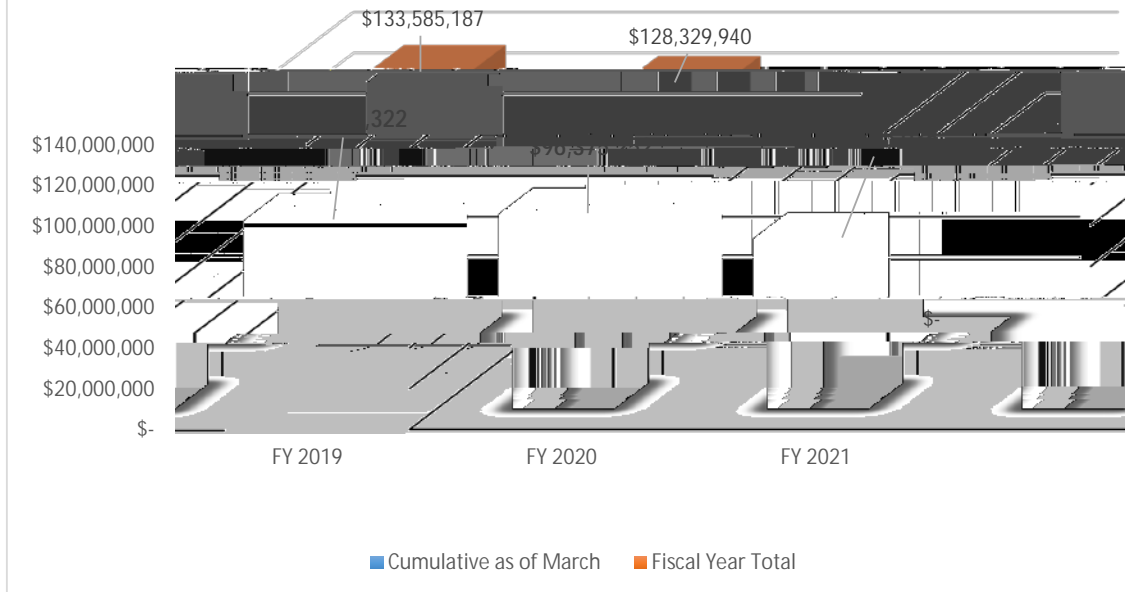 $133,585,187
$128,329,940
$140,000,000
$120,000,000
$100,000,000
$80,000,000
$60,000,000
$40,000,000
$20,000,000
$-
$-
FY 2019
FY 2020
FY 2021
Cumulative as of March
Fiscal Year Total